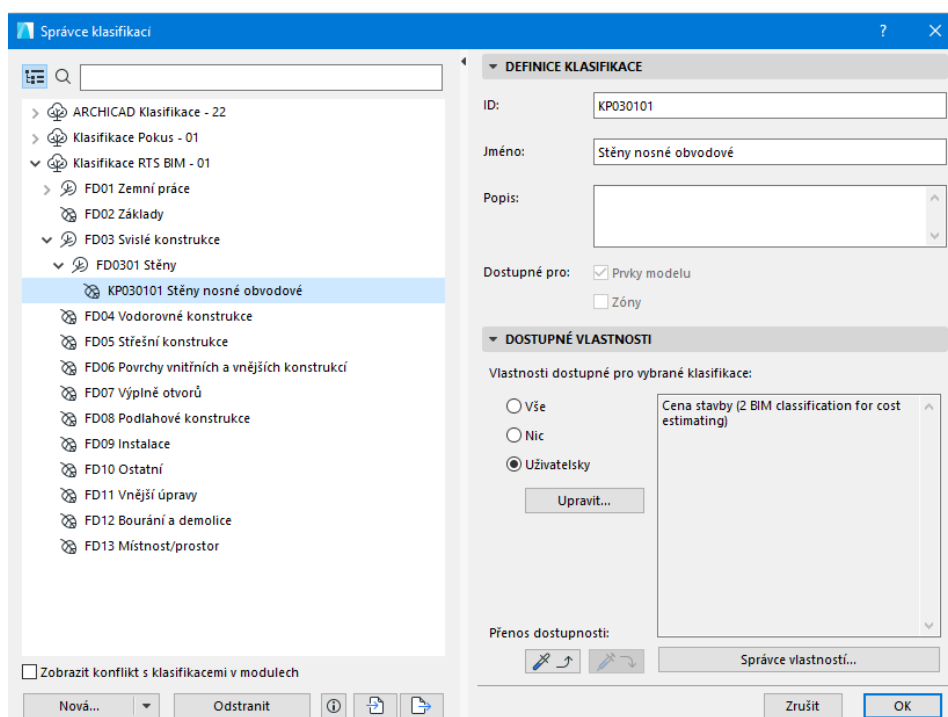 Správce klasifikací
ARCHICAD Klasifikace - 22
Klasifikace Pokus - 01
Klasifikace RTS BIM - 01
FD01 Zemní práce
FD02 Základy
FD03 Svislé konstrukce
FD0301 Stěny
KP030101 Stěny nosné obvodové
FD04 Vodorovné konstrukce
FD05 Střešní konstrukce
FD06 Povrchy vnitřních a vnějších konstrukcí
FD07 Výplně otvorů
FD08 Podlahové konstrukce
FD09 Instalace
FD10 Ostatní
FD11 Vnější úpravy
FD12 Bourání a demolice
FD13 Místnost/prostor
Zobrazit konflikt s klasifikacemi v modulech
Nová...
Odstranit
DEFINICE KLASIFIKACE
ID:
KP030101
Jméno:
Stěny nosné obvodové
Popis:
Dostupné pro:
Prvky modelu
Zóny
DOSTUPNÉ VLASTNOSTI
Vlastnosti dostupné pro vybrané klasifikace:
Vše
Nic
Uživatelsky
Upravit...
Cena stavby (2 BIM classification for cost
estimating)
Přenos dostupnosti:
Správce vlastností...
Zrušit
OK